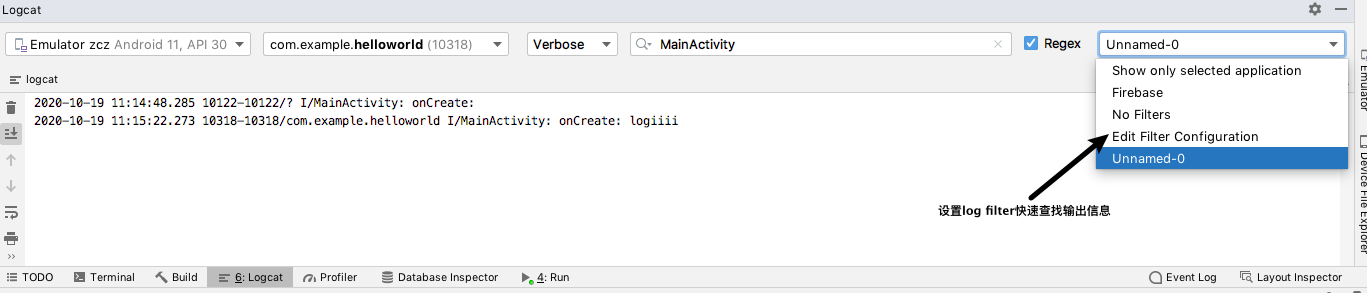 Logcat
Emulator zcz Android 11, API 30 com.example.helloworld (10318) Verbose MainActivity Regex Unnamed-0
Show only selected application
Firebase
No Filters
Edit Filter Configuration
Unnamed-0
logcat
2020-10-19 11:14:48.285 10122-10122/? I/MainActivity: onCreate:
2020-10-19 11:15:22.273 10318-10318/com.example.helloworld I/MainActivity: onCreate: logiiii
设置log filter快速查找输出信息
Emulator
Device File Explorer
TODO Terminal Build 6: Logcat Profiler Database Inspector 4: Run Event Log Layout Inspector